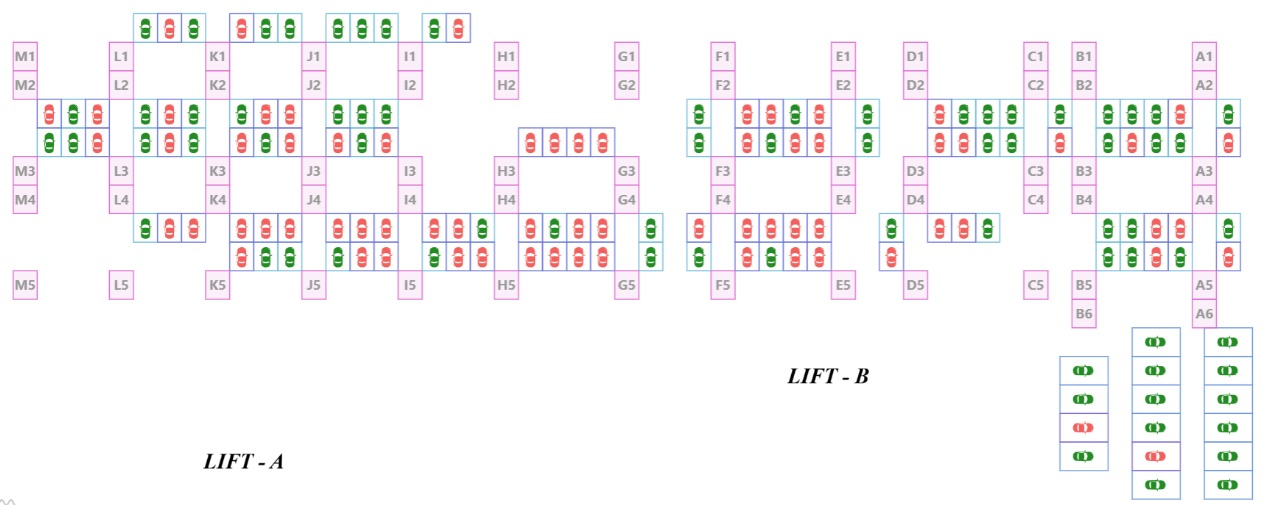 M1 L1 K1 J1 I1 H1 G1 F1 E1 D1 C1 B1 A1
M2 L2 K2 J2 I2 H2 G2 F2 E2 D2 C2 B2 A2
M3 L3 K3 J3 I3 H3 G3 F3 E3 D3 C3 B3 A3
M4 L4 K4 J4 I4 H4 G4 F4 E4 D4 C4 B4 A4
M5 L5 K5 J5 I5 H5 G5 F5 E5 D5 C5 B5 A5
B6 A6
LIFT - B
LIFT - A